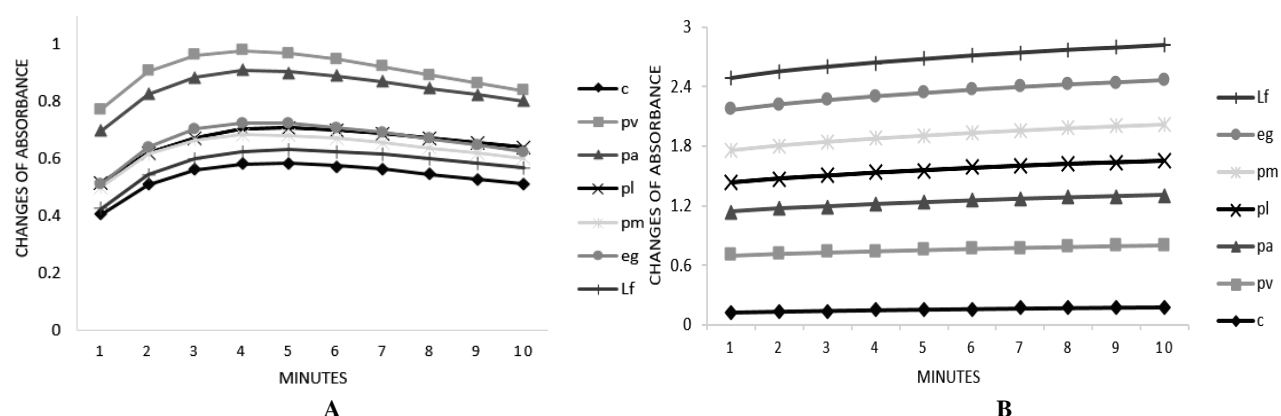 CHANGES OF ABSORBANCE
1
0.8
0.6
0.4
0.2
0
1 2 3 4 5 6 7 8 9 10
MINUTES
c
pv
pa
pl
pm
eg
Lf
A
CHANGES OF ABSORBANCE
3
2.4
1.8
1.2
0.6
0
1 2 3 4 5 6 7 8 9 10
MINUTES
Lf
eg
pm
pl
pa
pv
c
B